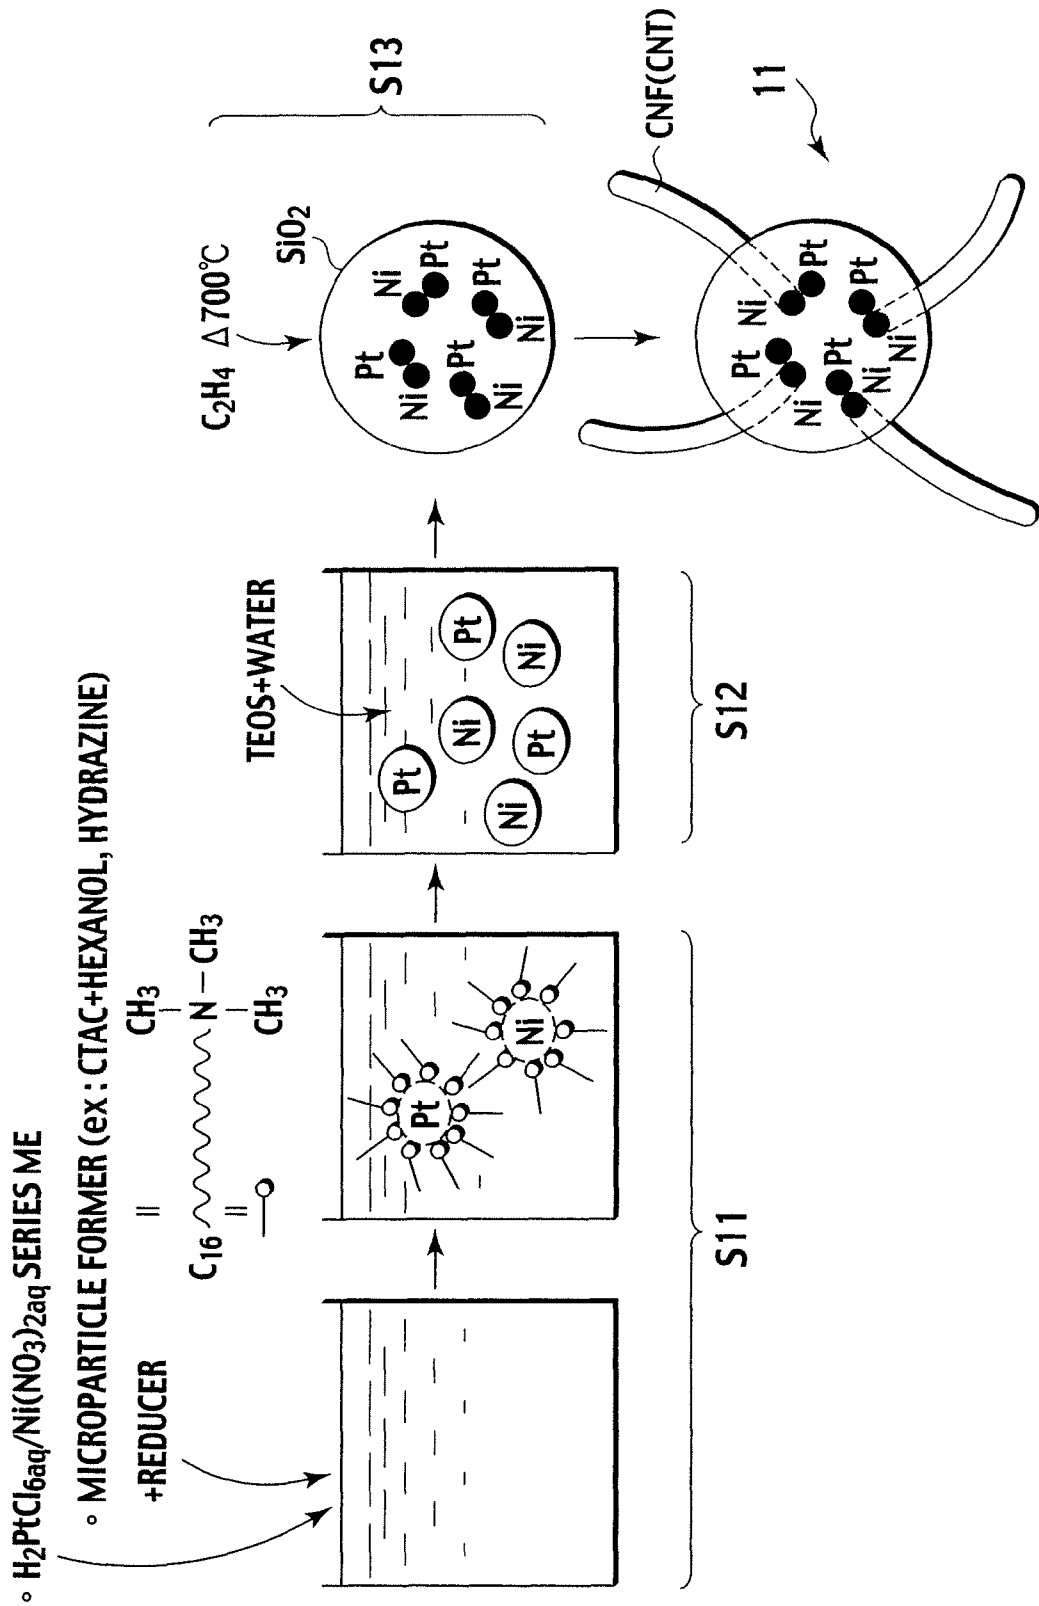 ◦ H2PtCl6aq/Ni(NO3)2aq SERIES ME
◦ MICROPARTICLE FORMER (ex : CTAC+HEXANOL, HYDRAZINE)
+REDUCER
=
CH3
C16 N — CH3
CH3
=
TEOS+WATER
C2H4 Δ700℃
SiO2
Pt
Ni
Pt
Ni
Pt
Ni
Pt
Ni
Pt
Ni
Pt
Ni
Ni
Pt
Pt
Ni
S11
S12
S13
CNF(CNT)
11
Pt
Ni
Ni
Pt
Pt
Ni
Pt
Ni